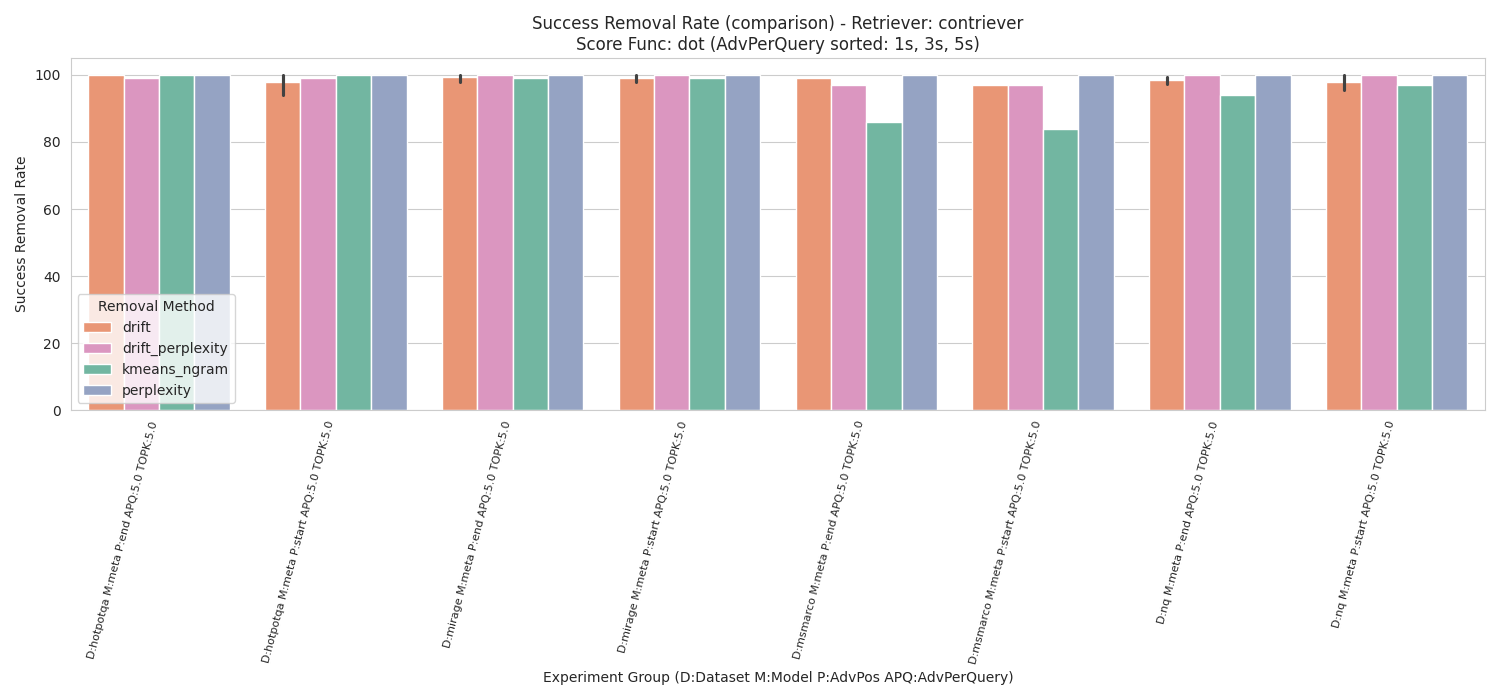 Success Removal Rate (comparison) - Retriever: contriever
Score Func: dot (AdvPerQuery sorted: 1s, 3s, 5s)
Success Removal Rate
100
80
60
40
20
0
Removal Method
drift
drift_perplexity
kmeans_ngram
perplexity
D:hotpotqa M:meta P:end APQ:5.0 TOPK:5.0
D:hotpotqa M:meta P:start APQ:5.0 TOPK:5.0
D:mirage M:meta P:end APQ:5.0 TOPK:5.0
D:mirage M:meta P:start APQ:5.0 TOPK:5.0
D:msmarco M:meta P:end APQ:5.0 TOPK:5.0
D:msmarco M:meta P:start APQ:5.0 TOPK:5.0
D:nq M:meta P:end APQ:5.0 TOPK:5.0
D:nq M:meta P:start APQ:5.0 TOPK:5.0
Experiment Group (D:Dataset M:Model P:AdvPos APQ:AdvPerQuery)